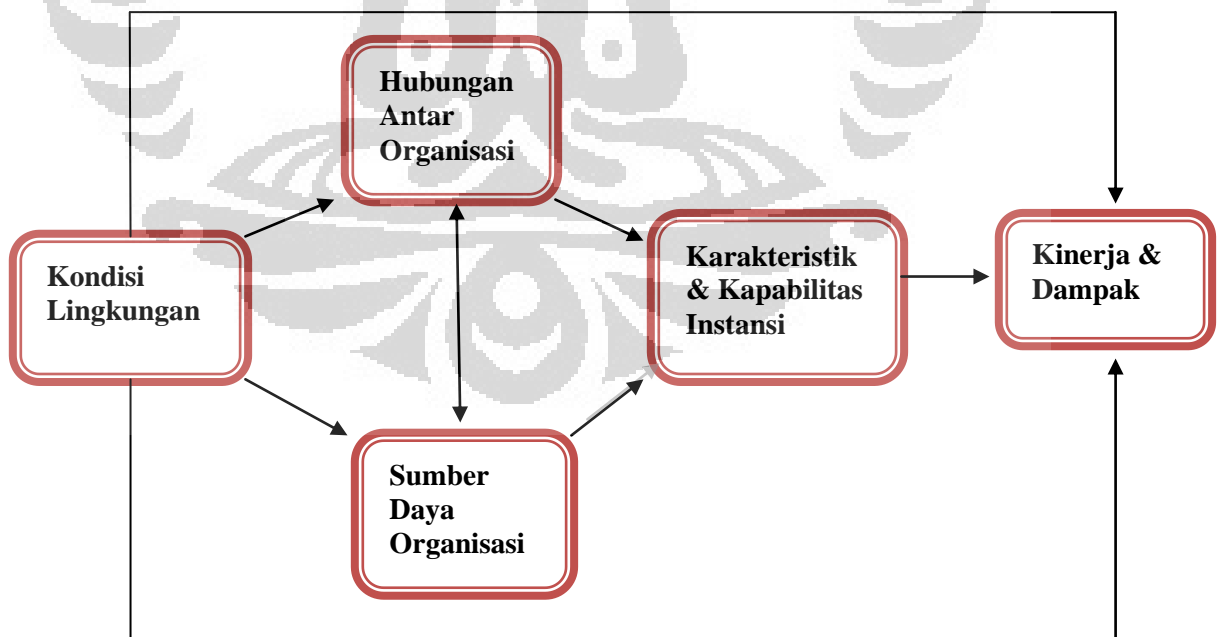 Hubungan
Antar
Organisasi
Kondisi
Lingkungan
Karakteristik
& Kapabilitas
Instansi
Kinerja &
Dampak
Sumber
Daya
Organisasi